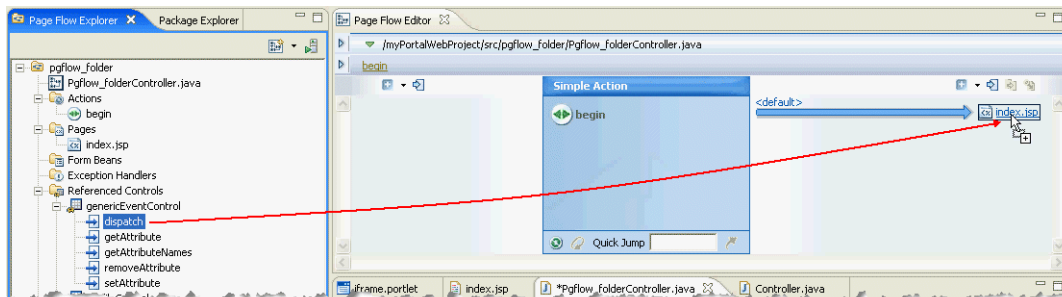 Page Flow Explorer
Package Explorer
pgflow_folder
Pgflow_folderController.java
Actions
begin
Pages
index.jsp
Form Beans
Exception Handlers
Referenced Controls
genericEventControl
dispatch
getAttribute
getAttributeNames
removeAttribute
setAttribute
Page Flow Editor
/myPortalWebProject/src/pgflow_folder/Pgflow_folderController.java
begin
Simple Action
begin
<default>
index.jsp
Quick Jump
iframe.portlet
index.jsp
*Pgflow_folderController.java
Controller.java